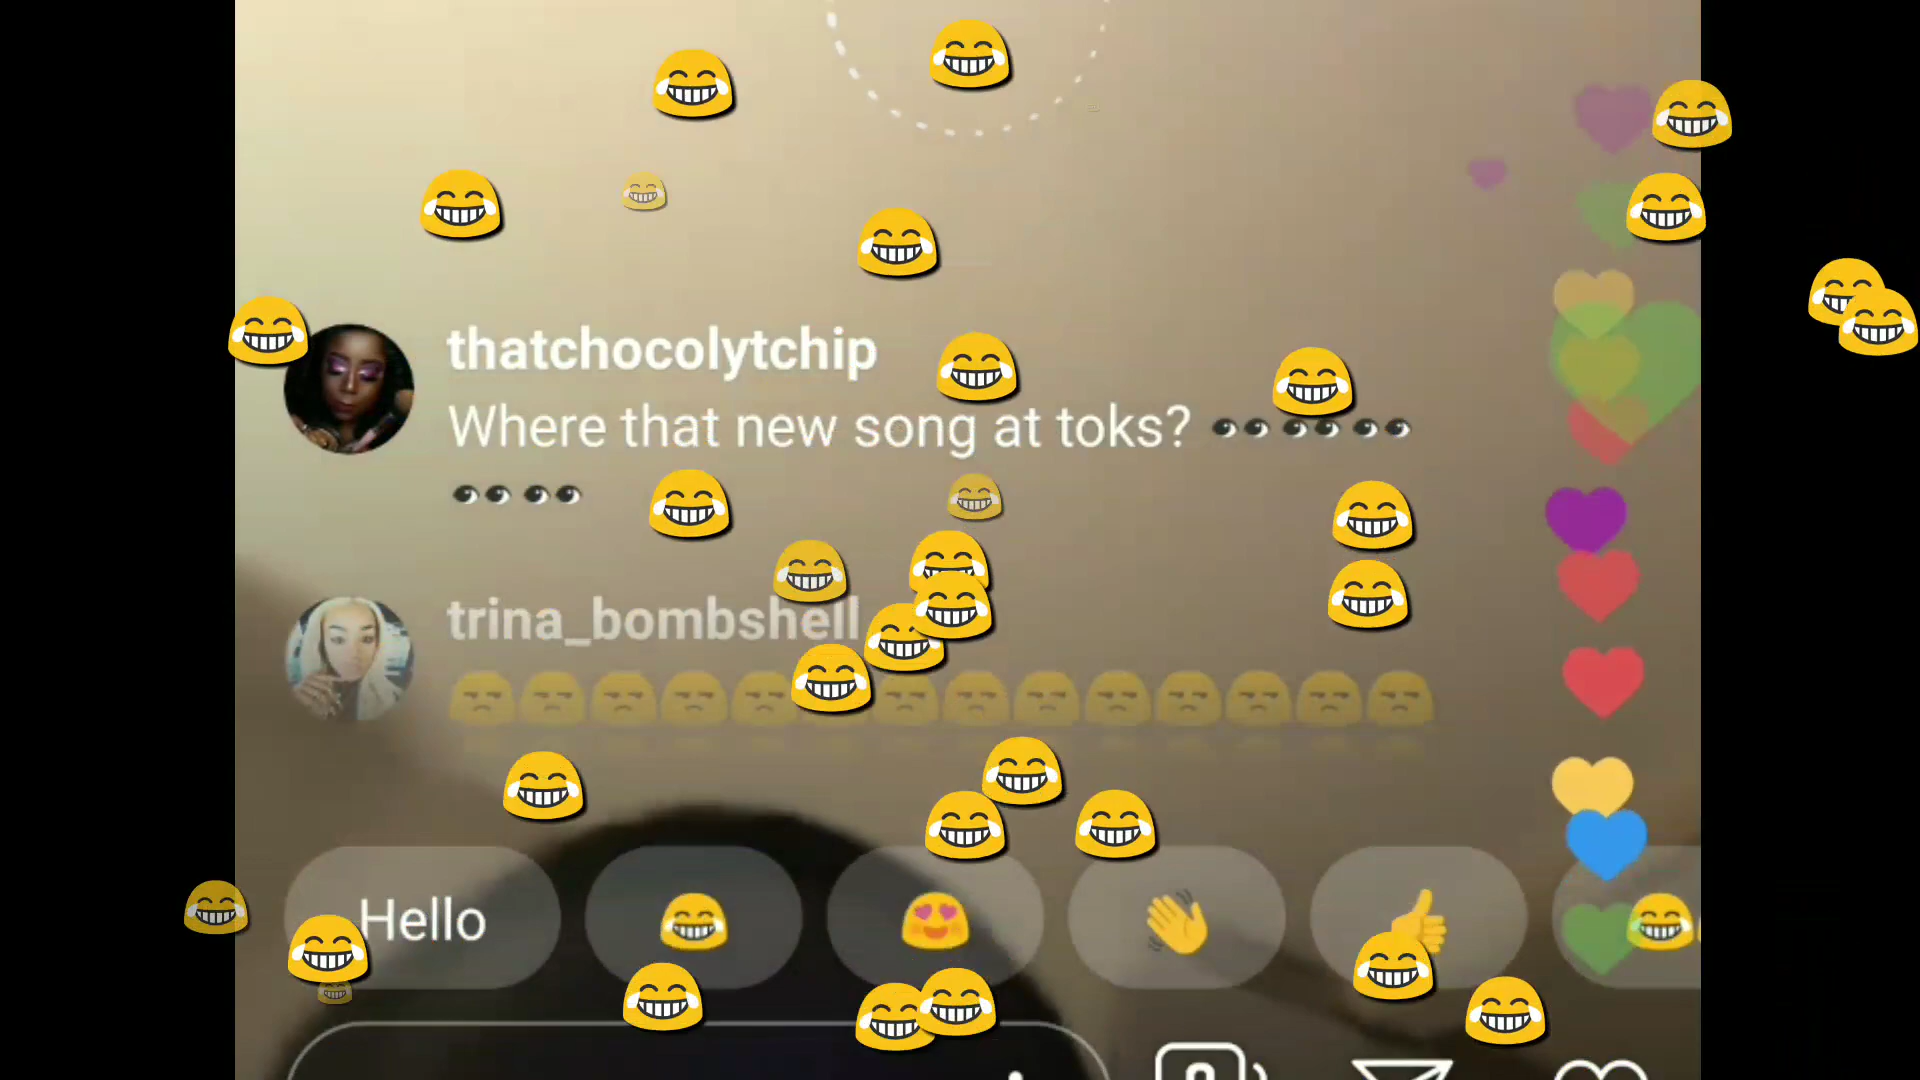 thatchocolytchip
Where that new song at toks? 👀👀👀
👀👀
trina_bombshell
Hello